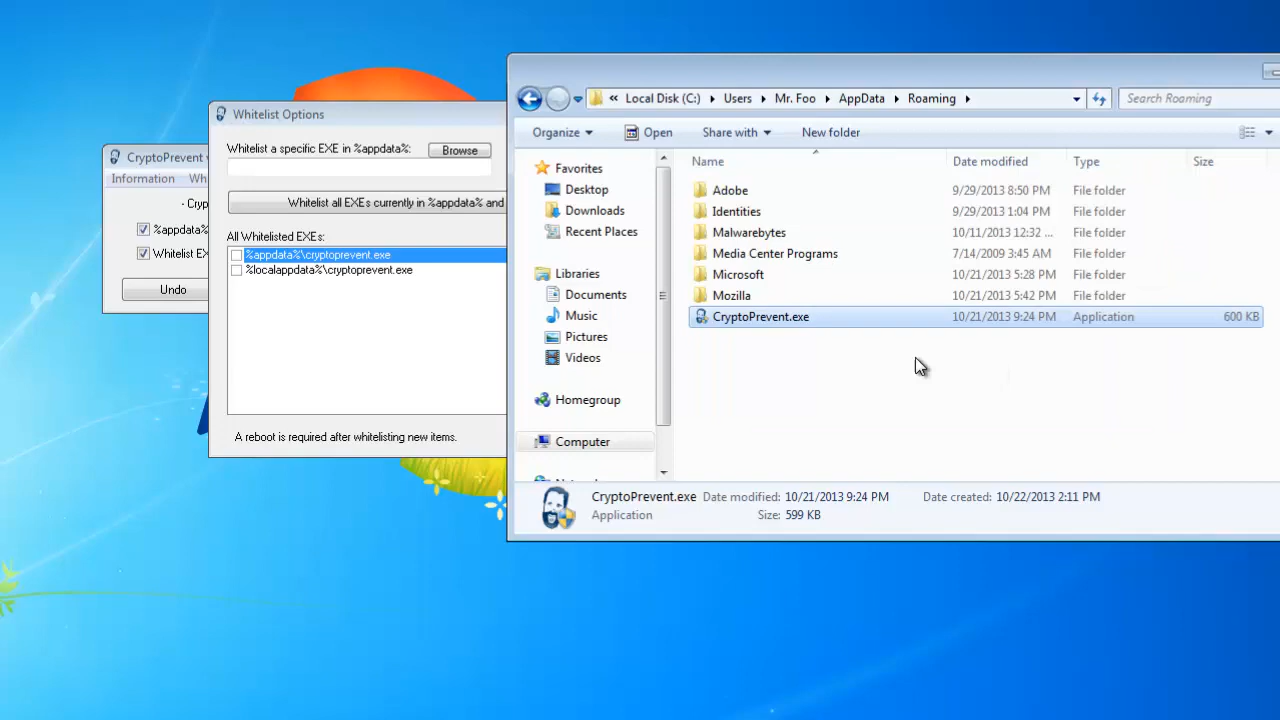 CryptoPrevent
Information
- Cryp
%appdata%
Whitelist EX
Undo
Whitelist Options
Whitelist a specific EXE in %appdata%:
Browse
Whitelist all EXEs currently in %appdata% and
All Whitelisted EXEs:
%appdata%\cryptoprevent.exe
%localappdata%\cryptoprevent.exe
A reboot is required after whitelisting new items.
« Local Disk (C:) Users Mr. Foo AppData Roaming
Search Roaming
Organize Open Share with New folder
Favorites
Desktop
Downloads
Recent Places
Libraries
Documents
Music
Pictures
Videos
Homegroup
Computer
Name Date modified Type Size
Adobe 9/29/2013 8:50 PM File folder
Identities 9/29/2013 1:04 PM File folder
Malwarebytes 10/11/2013 12:32 ... File folder
Media Center Programs 7/14/2009 3:45 AM File folder
Microsoft 10/21/2013 5:28 PM File folder
Mozilla 10/21/2013 5:42 PM File folder
CryptoPrevent.exe 10/21/2013 9:24 PM Application 600 KB
CryptoPrevent.exe Date modified: 10/21/2013 9:24 PM Date created: 10/22/2013 2:11 PM
Application Size: 599 KB